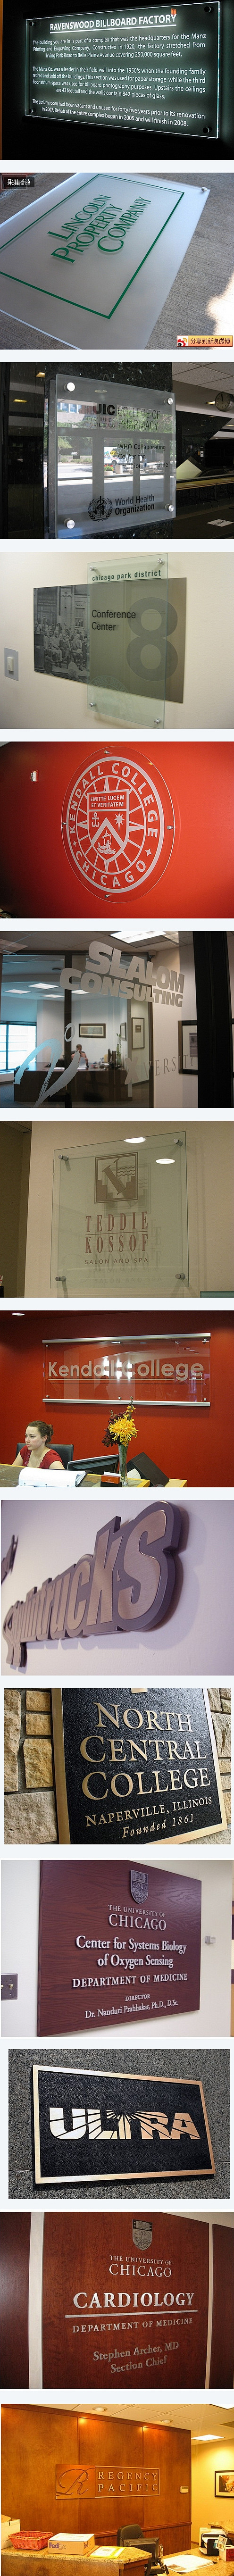 RAVENSWOOD BILLBOARD FACTORY
The building you are in is part of a complex that was the headquarters for the Manz
Printing and Engraving Company. Constructed in 1920, the factory stretched from
Irving Park Road to Belle Plaine Avenue covering 250,000 square feet.
The Manz Co. was a leader in their field well into the 1950's when the founding family
retired and sold off the buildings. This section was used for paper storage while the third
floor atrium space was used for billboard photography purposes. Upstairs the ceilings
are 43 feet tall and the walls contain 842 pieces of glass.
The atrium room had been vacant and unused for forty five years prior to its renovation
in 2007. Rehab of the entire complex began in 2005 and will finish in 2008.
采集
分享到新浪微博
LINCOLN
PROPERTY
COMPANY
UIC COLLEGE OF
PHARMACY
WHO Collaborating
World Health
Organization
chicago park district
Conference
Center
8
KENDALL COLLEGE
EMITTE LUCEM
ET VERITATEM
CHICAGO
SLALOM
CONSULTING
TEDDIE
KOSSOF
SALON AND SPA
Kendall College
NORTH
CENTRAL
COLLEGE
NAPERVILLE, ILLINOIS
Founded 1861
THE UNIVERSITY OF
CHICAGO
Center for Systems Biology
of Oxygen Sensing
DEPARTMENT OF MEDICINE
DIRECTOR
Dr. Nanduri Prabhakar, Ph.D., D.Sc.
ULTRA
THE UNIVERSITY OF
CHICAGO
CARDIOLOGY
DEPARTMENT OF MEDICINE
Stephen Archer, MD
Section Chief
R REGENCY
PACIFIC
FedEx